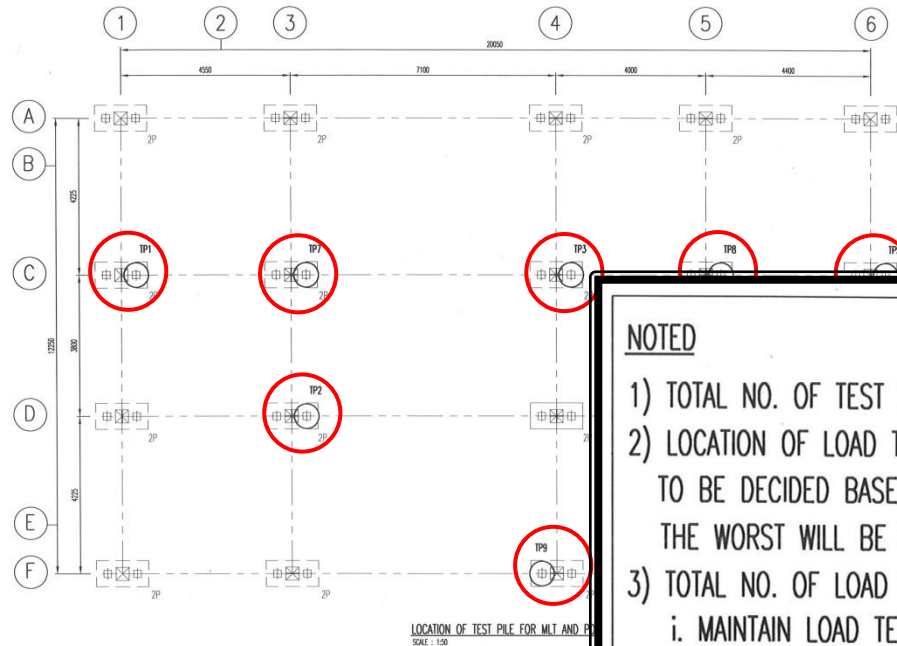 1 2 3 4 5 6
20050
4550 7100 4000 4400
A
2P 2P 2P 2P 2P
B
4225
TP1 TP7 TP3 TP8 TP
C
2P 2P 2P
12250
3800
TP2
D
2P 2P 2P
4225
E
TP9
F
2P 2P 2P
LOCATION OF TEST PILE FOR MLT AND
SCALE : 1:50
NOTED
1) TOTAL NO. OF TEST
2) LOCATION OF LOAD
TO BE DECIDED BASE
THE WORST WILL BE
3) TOTAL NO. OF LOAD
i. MAINTAIN LOAD TE